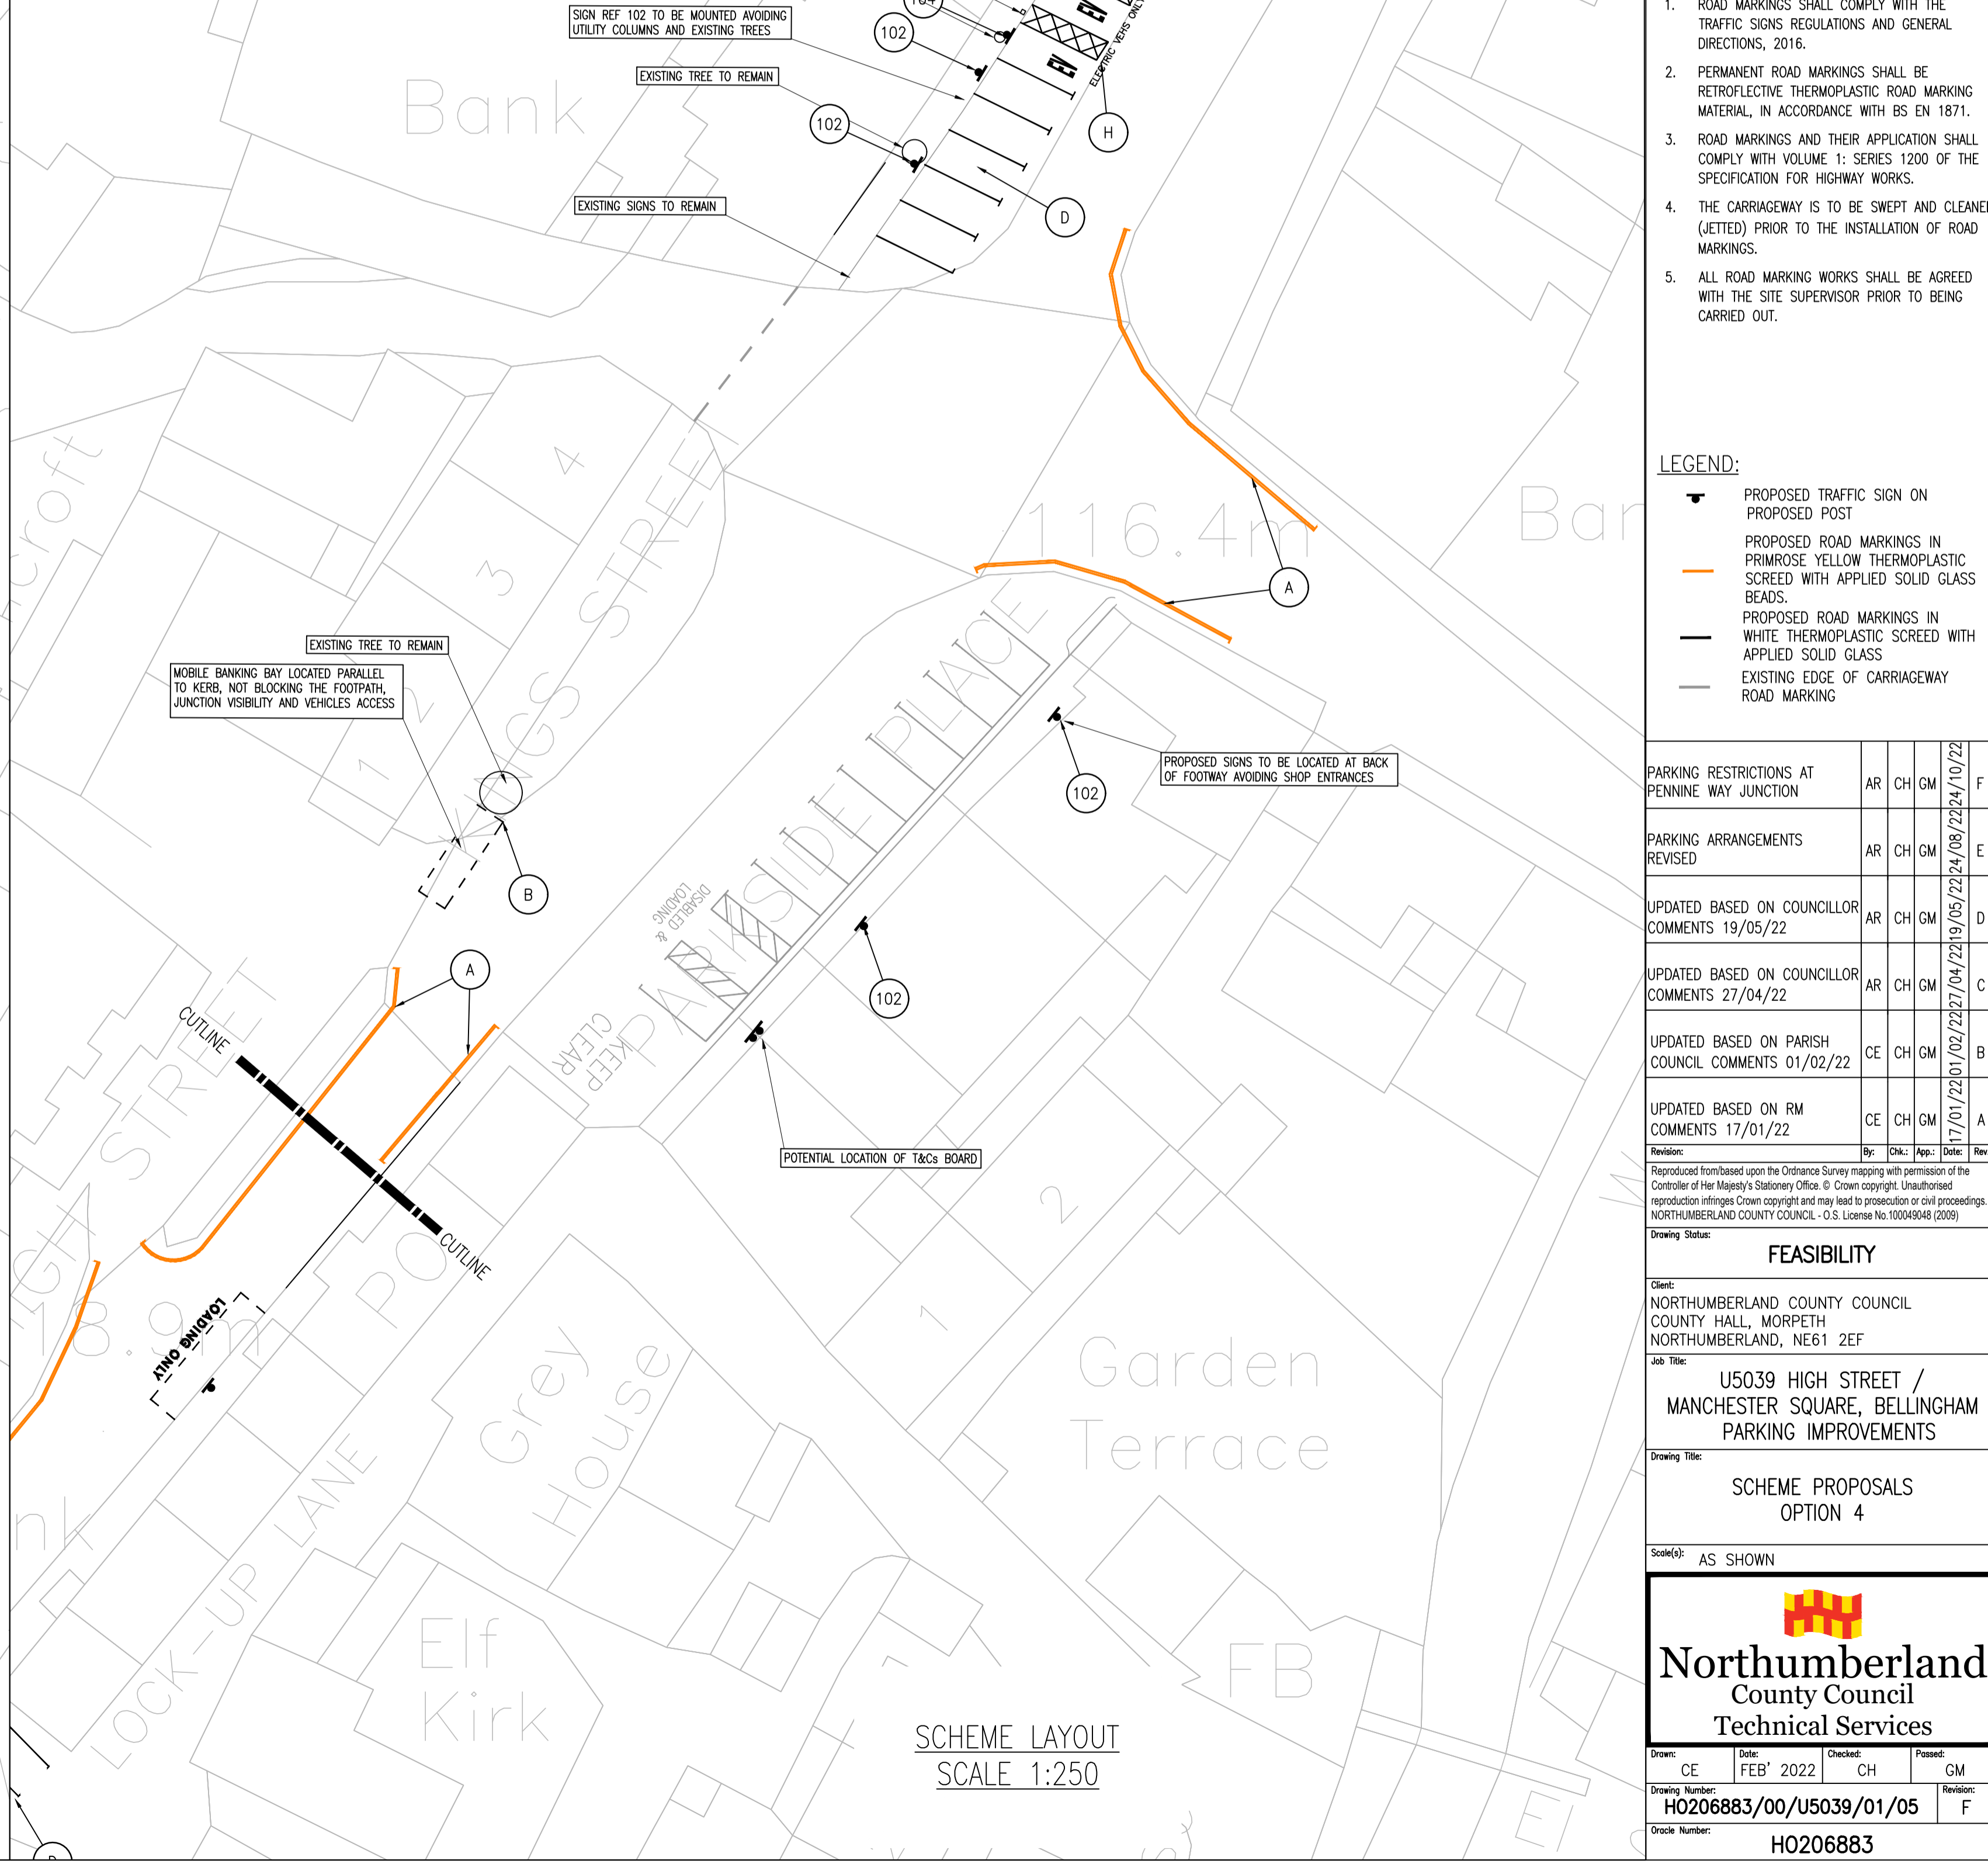 SIGN REF 102 TO BE MOUNTED AVOIDING
UTILITY COLUMNS AND EXISTING TREES
102
EV
EV
ELECTRIC VEHS ONLY
EXISTING TREE TO REMAIN
102
H
EXISTING SIGNS TO REMAIN
D
Bank
4
3
2
1
KINGS STREET
116.4m
A
EXISTING TREE TO REMAIN
MOBILE BANKING BAY LOCATED PARALLEL
TO KERB, NOT BLOCKING THE FOOTPATH,
JUNCTION VISIBILITY AND VEHICLES ACCESS
B
PARKSIDE PLACE
DISABLED &
LOADING
KEEP
CLEAR
PROPOSED SIGNS TO BE LOCATED AT BACK
OF FOOTWAY AVOIDING SHOP ENTRANCES
102
102
POTENTIAL LOCATION OF T&Cs BOARD
A
CUTLINE
CUTLINE
STREET
PO
LOADING ONLY
Grey
House
LOCK-UP LANE
Elf
Kirk
2
1
Garden
Terrace
FB
SCHEME LAYOUT
SCALE 1:250
1. ROAD MARKINGS SHALL COMPLY WITH THE
TRAFFIC SIGNS REGULATIONS AND GENERAL
DIRECTIONS, 2016.
2. PERMANENT ROAD MARKINGS SHALL BE
RETROFLECTIVE THERMOPLASTIC ROAD MARKING
MATERIAL, IN ACCORDANCE WITH BS EN 1871.
3. ROAD MARKINGS AND THEIR APPLICATION SHALL
COMPLY WITH VOLUME 1: SERIES 1200 OF THE
SPECIFICATION FOR HIGHWAY WORKS.
4. THE CARRIAGEWAY IS TO BE SWEPT AND CLEANED
(JETTED) PRIOR TO THE INSTALLATION OF ROAD
MARKINGS.
5. ALL ROAD MARKING WORKS SHALL BE AGREED
WITH THE SITE SUPERVISOR PRIOR TO BEING
CARRIED OUT.
LEGEND:
PROPOSED TRAFFIC SIGN ON
PROPOSED POST
PROPOSED ROAD MARKINGS IN
PRIMROSE YELLOW THERMOPLASTIC
SCREED WITH APPLIED SOLID GLASS
BEADS.
PROPOSED ROAD MARKINGS IN
WHITE THERMOPLASTIC SCREED WITH
APPLIED SOLID GLASS
EXISTING EDGE OF CARRIAGEWAY
ROAD MARKING
PARKING RESTRICTIONS AT
PENNINE WAY JUNCTION AR CH GM 24/10/22 F
PARKING ARRANGEMENTS
REVISED AR CH GM 24/08/22 E
UPDATED BASED ON COUNCILLOR
COMMENTS 19/05/22 AR CH GM 19/05/22 D
UPDATED BASED ON COUNCILLOR
COMMENTS 27/04/22 AR CH GM 27/04/22 C
UPDATED BASED ON PARISH
COUNCIL COMMENTS 01/02/22 CE CH GM 01/02/22 B
UPDATED BASED ON RM
COMMENTS 17/01/22 CE CH GM 17/01/22 A
Revision: By: Chk.: App.: Date: Rev
Reproduced from/based upon the Ordnance Survey mapping with permission of the
Controller of Her Majesty's Stationery Office. © Crown copyright. Unauthorised
reproduction infringes Crown copyright and may lead to prosecution or civil proceedings.
NORTHUMBERLAND COUNTY COUNCIL - O.S. License No.100049048 (2009)
Drawing Status:
FEASIBILITY
Client:
NORTHUMBERLAND COUNTY COUNCIL
COUNTY HALL, MORPETH
NORTHUMBERLAND, NE61 2EF
Job Title:
U5039 HIGH STREET /
MANCHESTER SQUARE, BELLINGHAM
PARKING IMPROVEMENTS
Drawing Title:
SCHEME PROPOSALS
OPTION 4
Scale(s): AS SHOWN
Northumberland
County Council
Technical Services
Drawn: Date: Checked: Passed:
CE FEB' 2022 CH GM
Drawing Number: Revision:
HO206883/00/U5039/01/05 F
Oracle Number:
HO206883